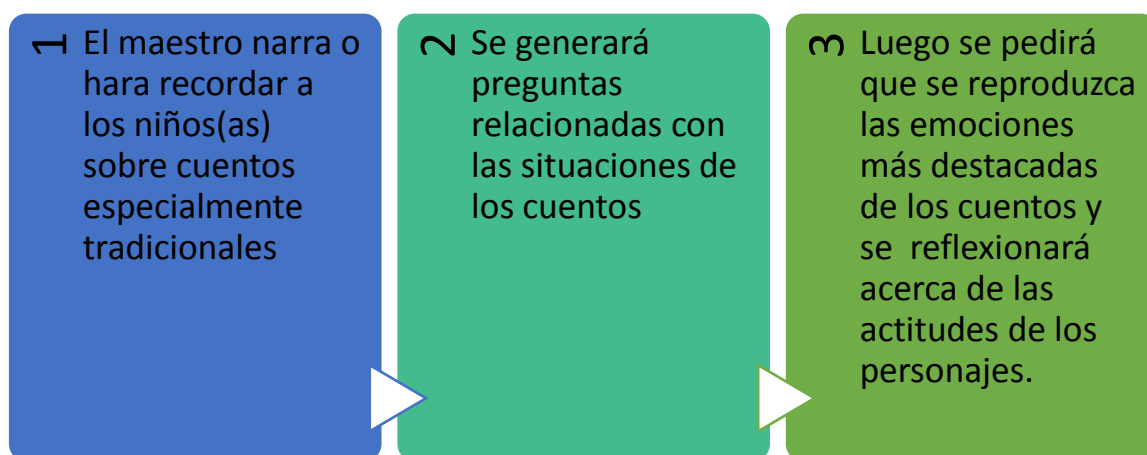 1
El maestro narra o
hara recordar a
los niños(as)
sobre cuentos
especialmente
tradicionales
2
Se generará
preguntas
relacionadas con
las situaciones de
los cuentos
3
Luego se pedirá
que se reproduzca
las emociones
más destacadas
de los cuentos y
se reflexionará
acerca de las
actitudes de los
personajes.